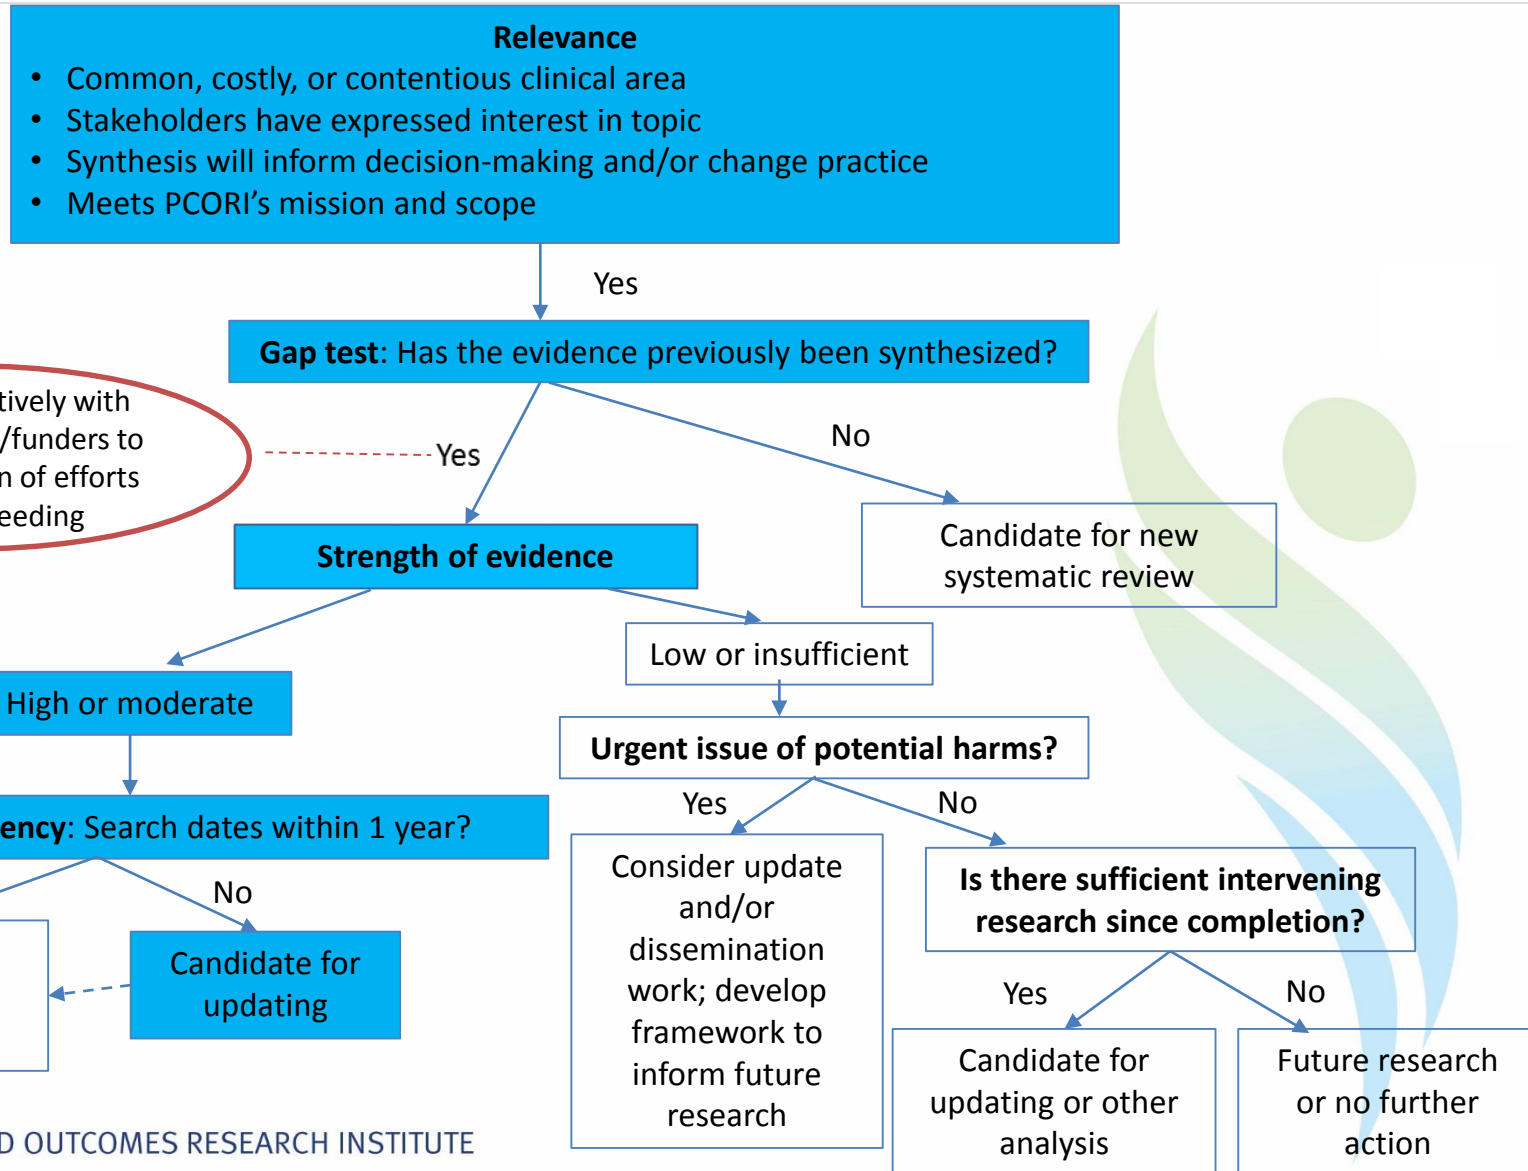 Relevance
• Common, costly, or contentious clinical area
• Stakeholders have expressed interest in topic
• Synthesis will inform decision-making and/or change practice
• Meets PCORI's mission and scope
Yes
Gap test: Has the evidence previously been synthesized?
tively with
/funders to
n of efforts
eeding
Yes
No
Strength of evidence
Candidate for new
systematic review
Low or insufficient
High or moderate
Urgent issue of potential harms?
ency: Search dates within 1 year?
Yes
No
No
Consider update
and/or
dissemination
work; develop
framework to
inform future
research
Is there sufficient intervening
research since completion?
Candidate for
updating
Yes
No
Candidate for
updating or other
analysis
Future research
or no further
action
D OUTCOMES RESEARCH INSTITUTE